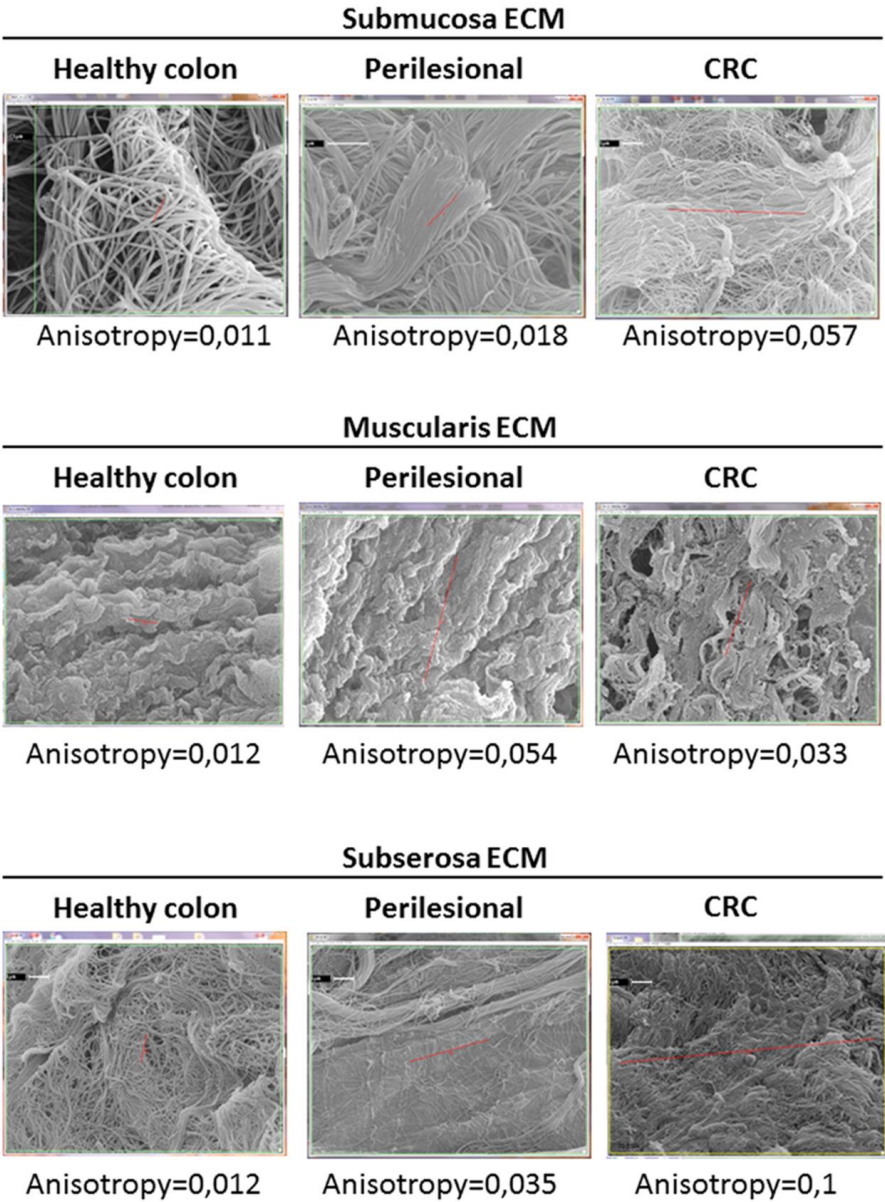 Submucosa ECM
Healthy colon Perilesional CRC
Anisotropy=0,011 Anisotropy=0,018 Anisotropy=0,057
Muscularis ECM
Healthy colon Perilesional CRC
Anisotropy=0,012 Anisotropy=0,054 Anisotropy=0,033
Subserosa ECM
Healthy colon Perilesional CRC
Anisotropy=0,012 Anisotropy=0,035 Anisotropy=0,1